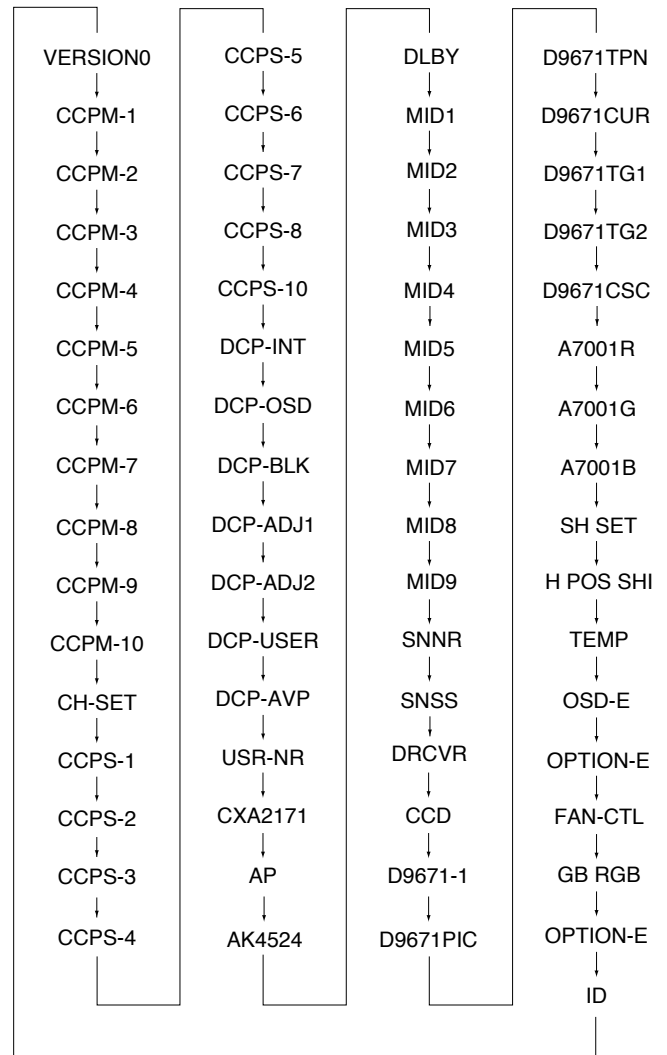 VERSION0
CCPM-1
CCPM-2
CCPM-3
CCPM-4
CCPM-5
CCPM-6
CCPM-7
CCPM-8
CCPM-9
CCPM-10
CH-SET
CCPS-1
CCPS-2
CCPS-3
CCPS-4
CCPS-5
CCPS-6
CCPS-7
CCPS-8
CCPS-10
DCP-INT
DCP-OSD
DCP-BLK
DCP-ADJ1
DCP-ADJ2
DCP-USER
DCP-AVP
USR-NR
CXA2171
AP
AK4524
DLBY
MID1
MID2
MID3
MID4
MID5
MID6
MID7
MID8
MID9
SNNR
SNSS
DRCVR
CCD
D9671-1
D9671PIC
D9671TPN
D9671CUR
D9671TG1
D9671TG2
D9671CSC
A7001R
A7001G
A7001B
SH SET
H POS SHI
TEMP
OSD-E
OPTION-E
FAN-CTL
GB RGB
OPTION-E
ID